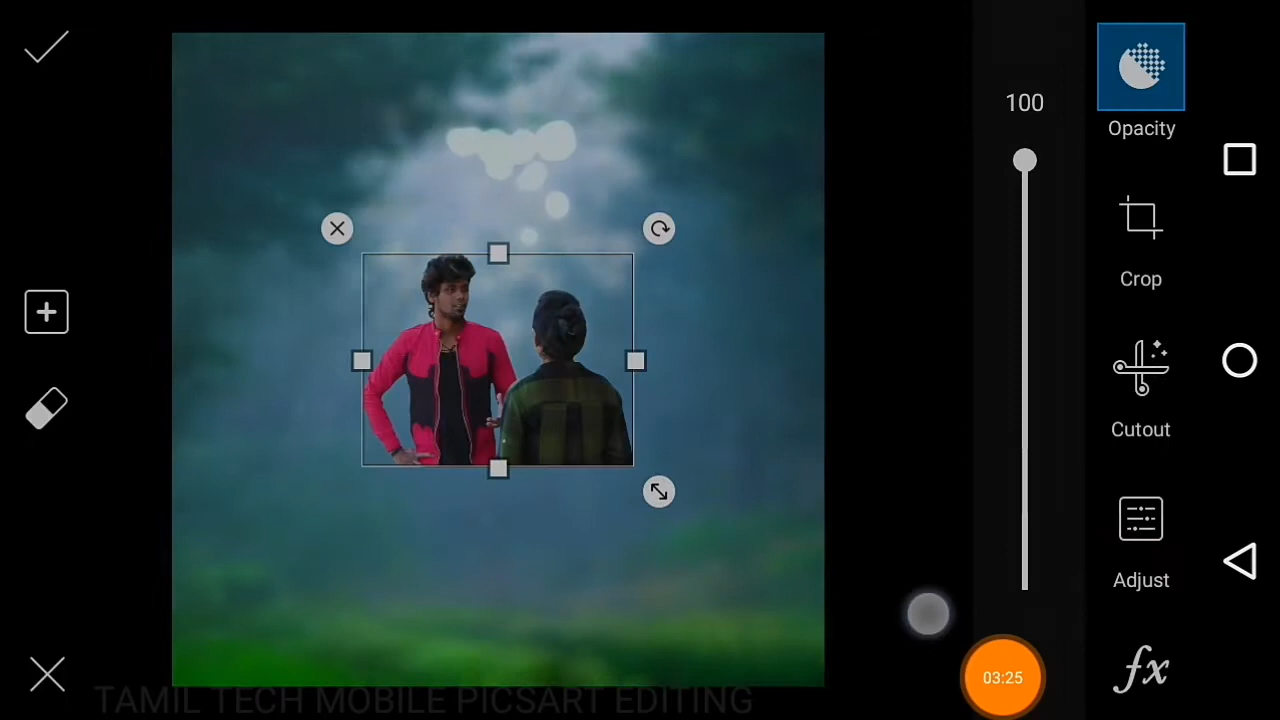 100
Opacity
Crop
Cutout
Adjust
fx
03:25
TAMIL TECH MOBILE PICSART EDITING